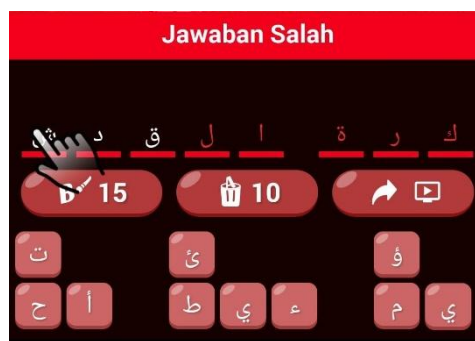 Jawaban Salah
ك ر ة ا ل ق د
15 10
ؤ ئ ت
ي م ء ي ط أ ح